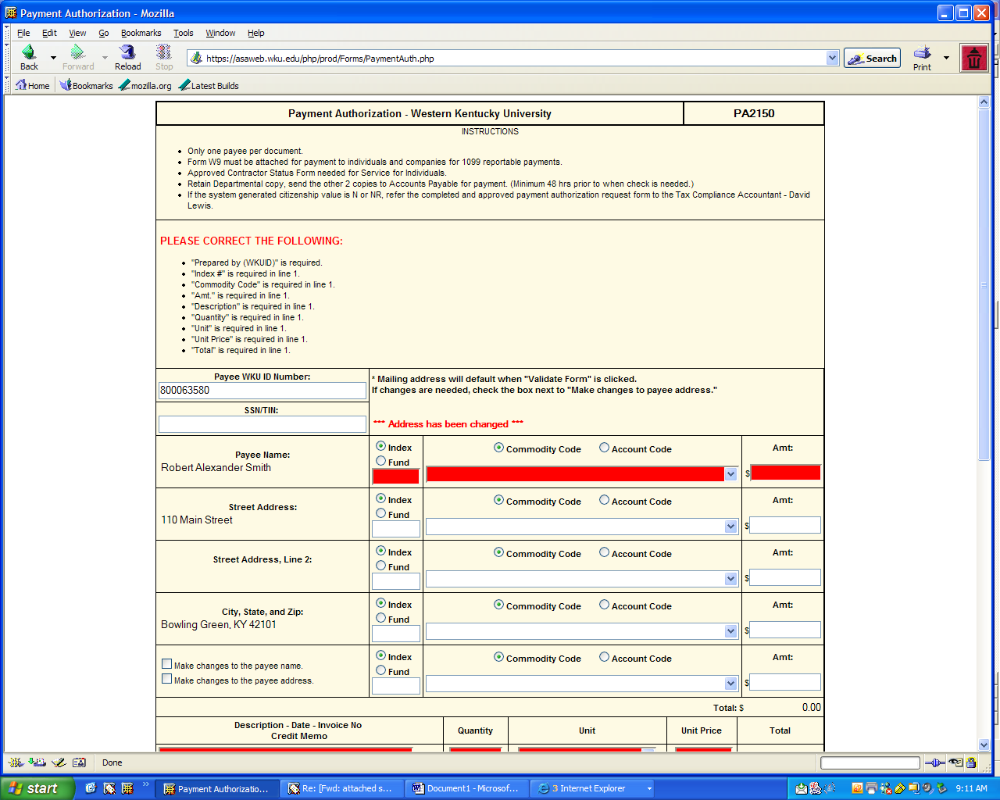 Payment Authorization - Mozilla
File Edit View Go Bookmarks Tools Window Help
Back Forward Reload Stop https://asaweb.wku.edu/php/prod/Forms/PaymentAuth.php Search Print
Home Bookmarks mozilla.org Latest Builds
Payment Authorization - Western Kentucky University PA2150
INSTRUCTIONS
• Only one payee per document.
• Form W9 must be attached for payment to individuals and companies for 1099 reportable payments.
• Approved Contractor Status Form needed for Service for Individuals.
• Retain Departmental copy, send the other 2 copies to Accounts Payable for payment. (Minimum 48 hrs prior to when check is needed.)
• If the system generated citizenship value is N or NR, refer the completed and approved payment authorization request form to the Tax Compliance Accountant - David
Lewis.
PLEASE CORRECT THE FOLLOWING:
• "Prepared by (WKUID)" is required.
• "Index #" is required in line 1.
• "Commodity Code" is required in line 1.
• "Amt." is required in line 1.
• "Description" is required in line 1.
• "Quantity" is required in line 1.
• "Unit" is required in line 1.
• "Unit Price" is required in line 1.
• "Total" is required in line 1.
Payee WKU ID Number:
800063580
SSN/TIN:
* Mailing address will default when "Validate Form" is clicked.
If changes are needed, check the box next to "Make changes to payee address."
*** Address has been changed ***
Payee Name:
Robert Alexander Smith
Index
Fund
Commodity Code Account Code
Amt:
$
Street Address:
110 Main Street
Index
Fund
Commodity Code Account Code
Amt:
$
Street Address, Line 2:
Index
Fund
Commodity Code Account Code
Amt:
$
City, State, and Zip:
Bowling Green, KY 42101
Index
Fund
Commodity Code Account Code
Amt:
$
Make changes to the payee name.
Make changes to the payee address.
Index
Fund
Commodity Code Account Code
Amt:
$
Total: $ 0.00
Description - Date - Invoice No
Credit Memo
Quantity Unit Unit Price Total
Done
start Payment Authorizatio... Re: [Fwd: attached s... Document1 - Microsof... 3 Internet Explorer 9:11 AM